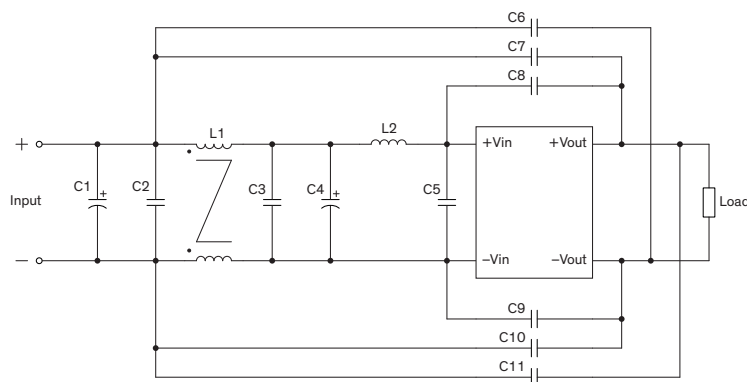 C6
C7
C8
L1
L2
+
+Vin
+Vout
C1
+
C2
C3
C4
+
C5
Input
Load
−
−Vin
−Vout
C9
C10
C11